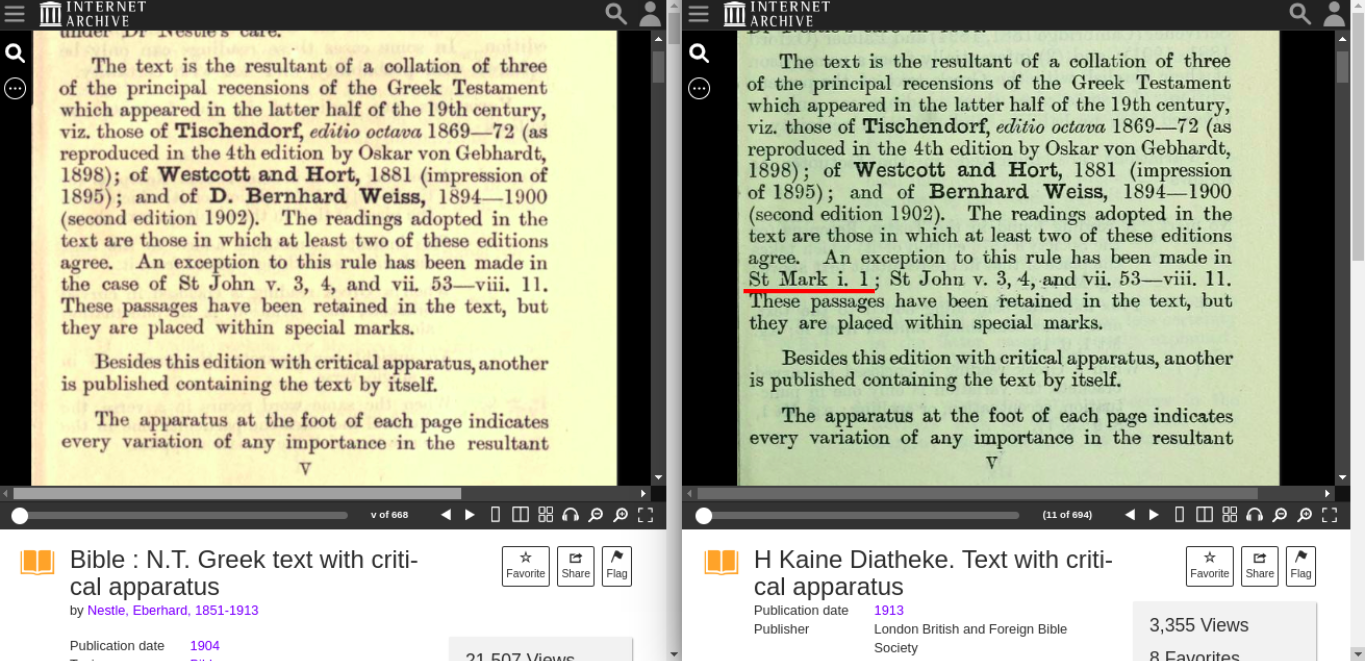 INTERNET
ARCHIVE
under Dr Nestle's care.
The text is the resultant of a collation of three
of the principal recensions of the Greek Testament
which appeared in the latter half of the 19th century,
viz. those of Tischendorf, editio octava 1869—72 (as
reproduced in the 4th edition by Oskar von Gebhardt,
1898); of Westcott and Hort, 1881 (impression of
1895); and of D. Bernhard Weiss, 1894—1900
(second edition 1902). The readings adopted in the
text are those in which at least two of these editions
agree. An exception to this rule has been made in
the case of St John v. 3, 4, and vii. 53—viii. 11.
These passages have been retained in the text, but
they are placed within special marks.
Besides this edition with critical apparatus, another
is published containing the text by itself.
The apparatus at the foot of each page indicates
every variation of any importance in the resultant
V
v of 668
Bible : N.T. Greek text with criti-
cal apparatus
by Nestle, Eberhard, 1851-1913
Favorite
Share
Flag
Publication date 1904
21,507 Views
INTERNET
ARCHIVE
The text is the resultant of a collation of three
of the principal recensions of the Greek Testament
which appeared in the latter half of the 19th century,
viz. those of Tischendorf, editio octava 1869—72 (as
reproduced in the 4th edition by Oskar von Gebhardt,
1898); of Westcott and Hort, 1881 (impression
of 1895); and of Bernhard Weiss, 1894—1900
(second edition 1902). The readings adopted in the
text are those in which at least two of these editions
agree. An exception to this rule has been made in
St Mark i. 1; St John v. 3, 4, and vii. 53—viii. 11.
These passages have been retained in the text, but
they are placed within special marks.
Besides this edition with critical apparatus, another
is published containing the text by itself.
The apparatus at the foot of each page indicates
every variation of any importance in the resultant
V
(11 of 694)
H Kaine Diatheke. Text with criti-
cal apparatus
Favorite
Share
Flag
Publication date 1913
Publisher London British and Foreign Bible
Society
3,355 Views
8 Favorites